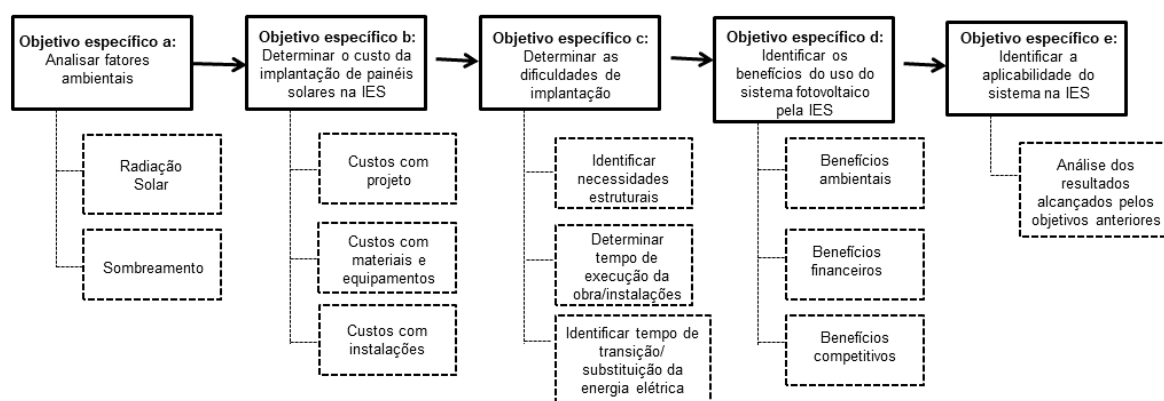 Objetivo específico a:
Analisar fatores
ambientais
Radiação
Solar
Sombreamento
Objetivo específico b:
Determinar o custo da
implantação de painéis
solares na IES
Custos com
projeto
Custos com
materiais e
equipamentos
Custos com
instalações
Objetivo específico c:
Determinar as
dificuldades de
implantação
Identificar
necessidades
estruturais
Determinar
tempo de
execução da
obra/instalações
Identificar tempo de
transição/
substituição da
energia elétrica
Objetivo específico d:
Identificar os
benefícios do uso do
sistema fotovoltaico
pela IES
Benefícios
ambientais
Benefícios
financeiros
Benefícios
competitivos
Objetivo específico e:
Identificar a
aplicabilidade do
sistema na IES
Análise dos
resultados
alcançados pelos
objetivos anteriores